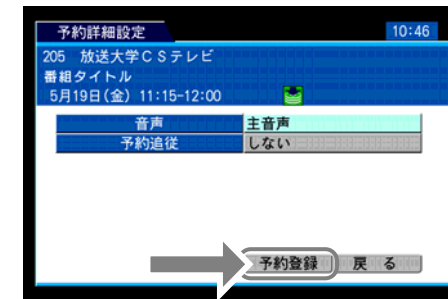 予約詳細設定 10:46
205 放送大学CSテレビ
番組タイトル
5月19日(金) 11:15-12:00
音声 主音声
予約追従 しない
予約登録 戻る